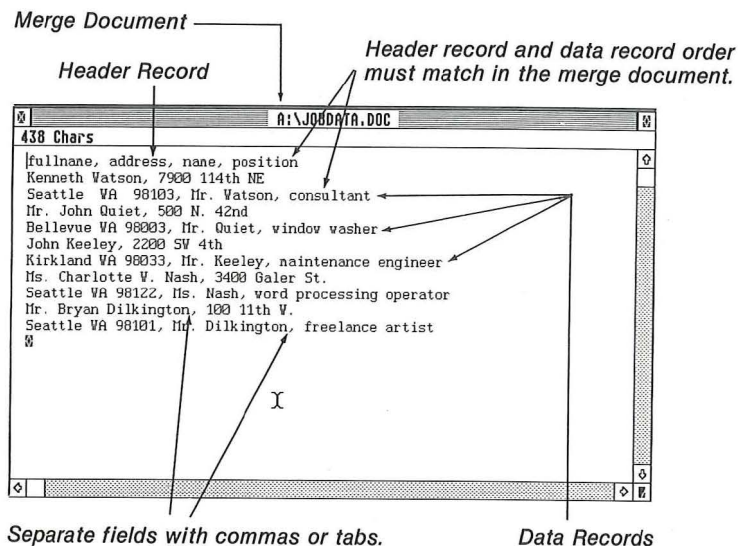 Merge Document
Header Record
Header record and data record order
must match in the merge document.
A:\JOBDATA.DOC
438 Chars
fullname, address, name, position
Kenneth Watson, 7900 114th NE
Seattle  WA  98103, Mr. Watson, consultant
Mr. John Quiet, 500 N. 42nd
Bellevue WA 98003, Mr. Quiet, window washer
John Keeley, 2200 SW 4th
Kirkland WA 98033, Mr. Keeley, maintenance engineer
Ms. Charlotte W. Nash, 3400 Galer St.
Seattle WA 98122, Ms. Nash, word processing operator
Mr. Bryan Dilkington, 100 11th W.
Seattle WA 98101, Mr. Dilkington, freelance artist
Separate fields with commas or tabs.
Data Records